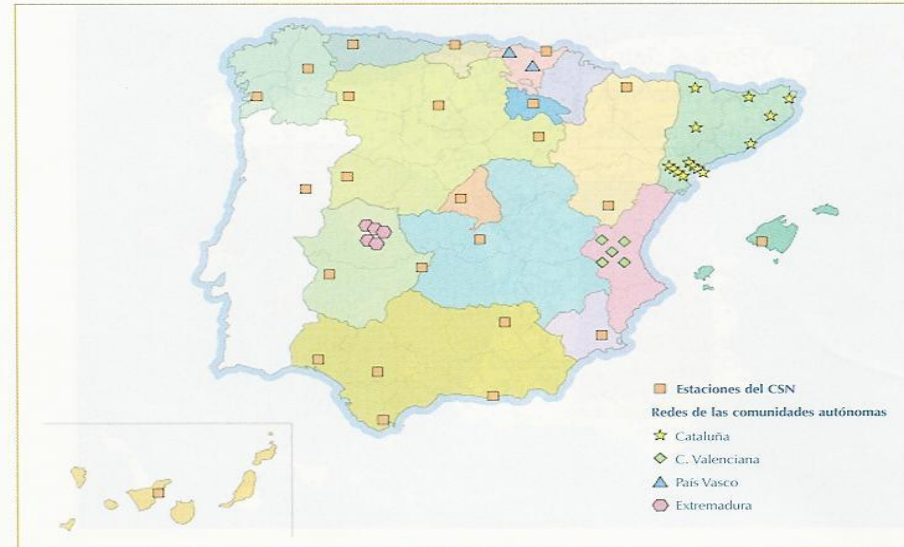 Estaciones del CSN
Redes de las comunidades autónomas
Cataluña
C. Valenciana
País Vasco
Extremadura